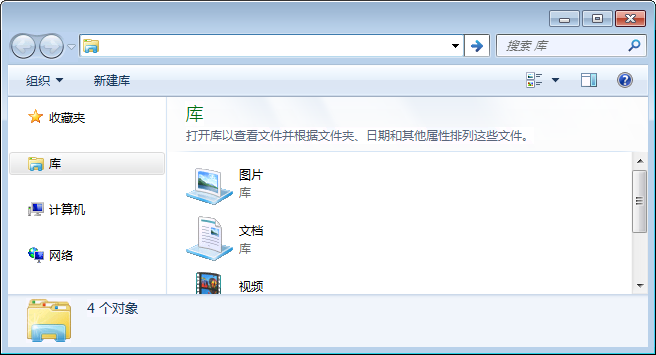 搜索 库
组织 新建库
收藏夹
库
计算机
网络
库
打开库以查看文件并根据文件夹、日期和其他属性排列这些文件。
图片
库
文档
库
视频
4 个对象